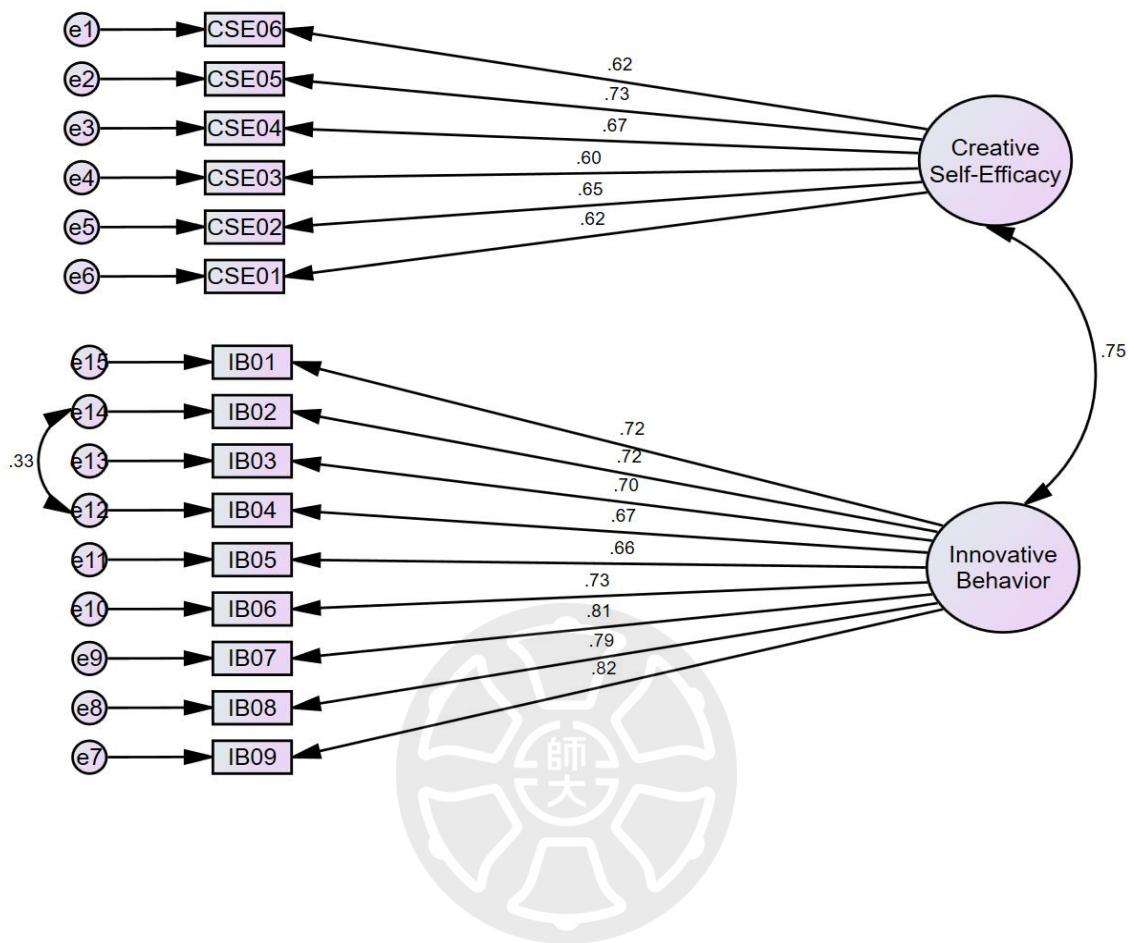 e1 CSE06
.62
e2 CSE05
.73
e3 CSE04
.67
e4 CSE03
.60
e5 CSE02
.65
e6 CSE01
.62
Creative
Self-Efficacy
.75
e15 IB01
.72
e14 IB02
.72
e13 IB03
.70
.33
e12 IB04
.67
e11 IB05
.66
e10 IB06
.73
e9 IB07
.81
e8 IB08
.79
e7 IB09
.82
Innovative
Behavior
師
大